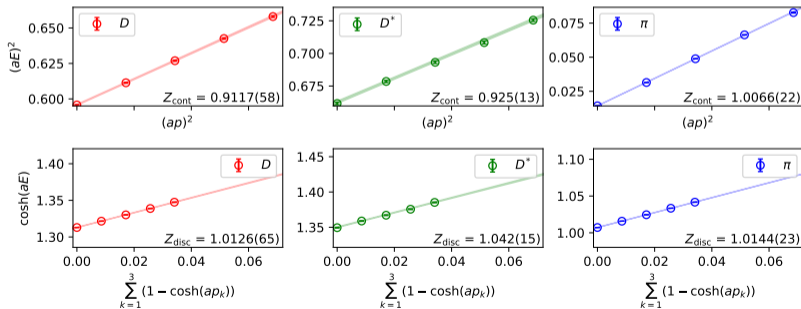 (aE)²
0.650
0.625
0.600
D
Z_cont = 0.9117(58)
(ap)²
0.725
0.700
0.675
D*
Z_cont = 0.925(13)
(ap)²
0.075
0.050
0.025
π
Z_cont = 1.0066(22)
(ap)²
cosh(aE)
1.40
1.35
1.30
D
Z_disc = 1.0126(65)
0.00 0.02 0.04 0.06
∑_{k=1}^{3} (1 − cosh(ap_k))
1.45
1.40
1.35
D*
Z_disc = 1.042(15)
0.00 0.02 0.04 0.06
∑_{k=1}^{3} (1 − cosh(ap_k))
1.10
1.05
1.00
π
Z_disc = 1.0144(23)
0.00 0.02 0.04 0.06
∑_{k=1}^{3} (1 − cosh(ap_k))